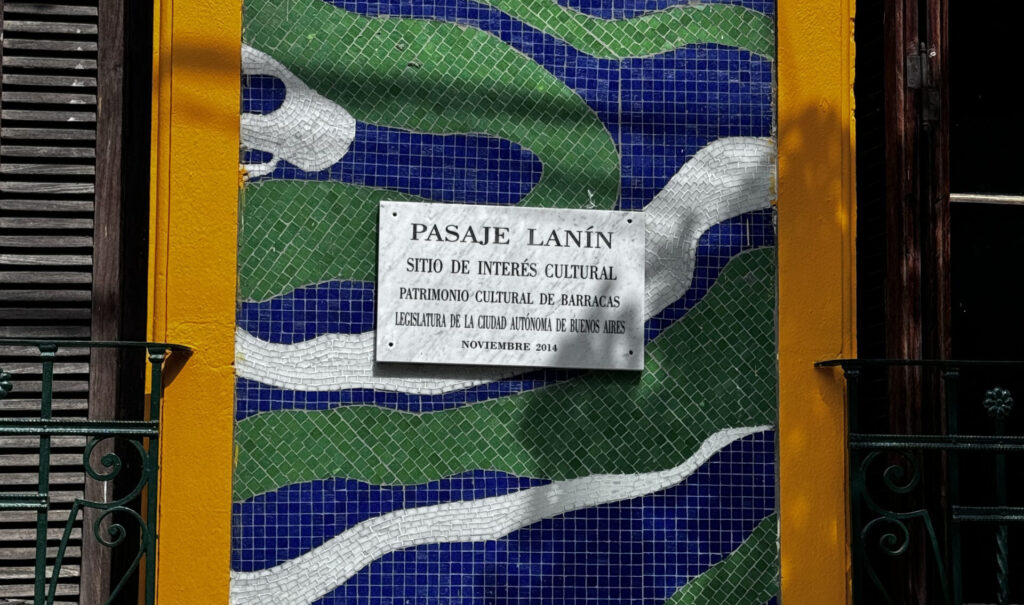 PASAJE LANÍN
SITIO DE INTERÉS CULTURAL
PATRIMONIO CULTURAL DE BARRACAS
LEGISLATURA DE LA CIUDAD AUTÓNOMA DE BUENOS AIRES
NOVIEMBRE 2014